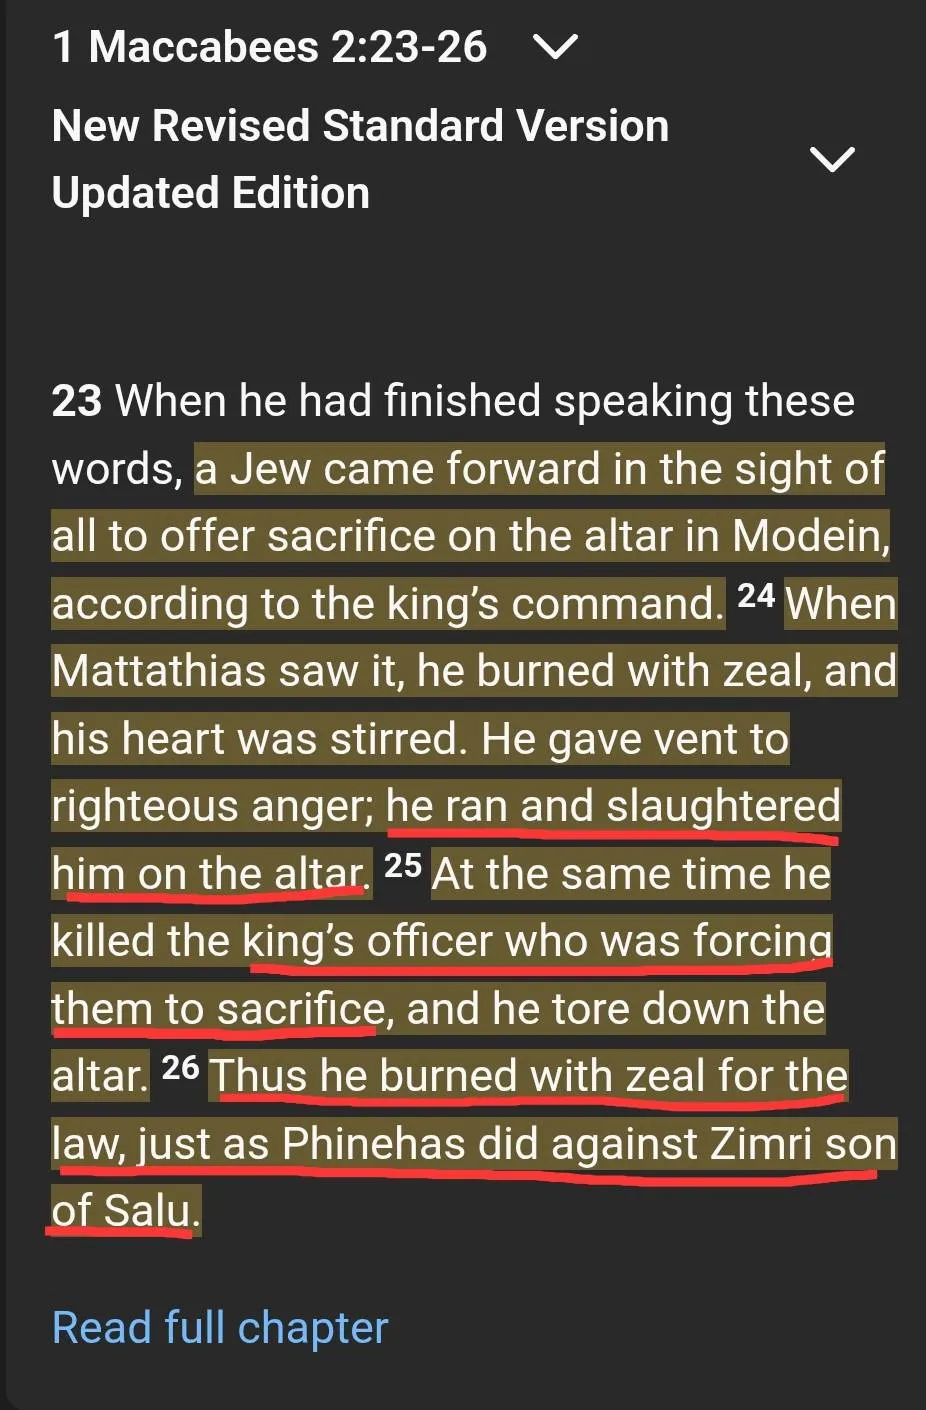 1 Maccabees 2:23-26
New Revised Standard Version
Updated Edition
23 When he had finished speaking these
words, a Jew came forward in the sight of
all to offer sacrifice on the altar in Modein,
according to the king’s command. 24 When
Mattathias saw it, he burned with zeal, and
his heart was stirred. He gave vent to
righteous anger; he ran and slaughtered
him on the altar. 25 At the same time he
killed the king’s officer who was forcing
them to sacrifice, and he tore down the
altar. 26 Thus he burned with zeal for the
law, just as Phinehas did against Zimri son
of Salu.
Read full chapter